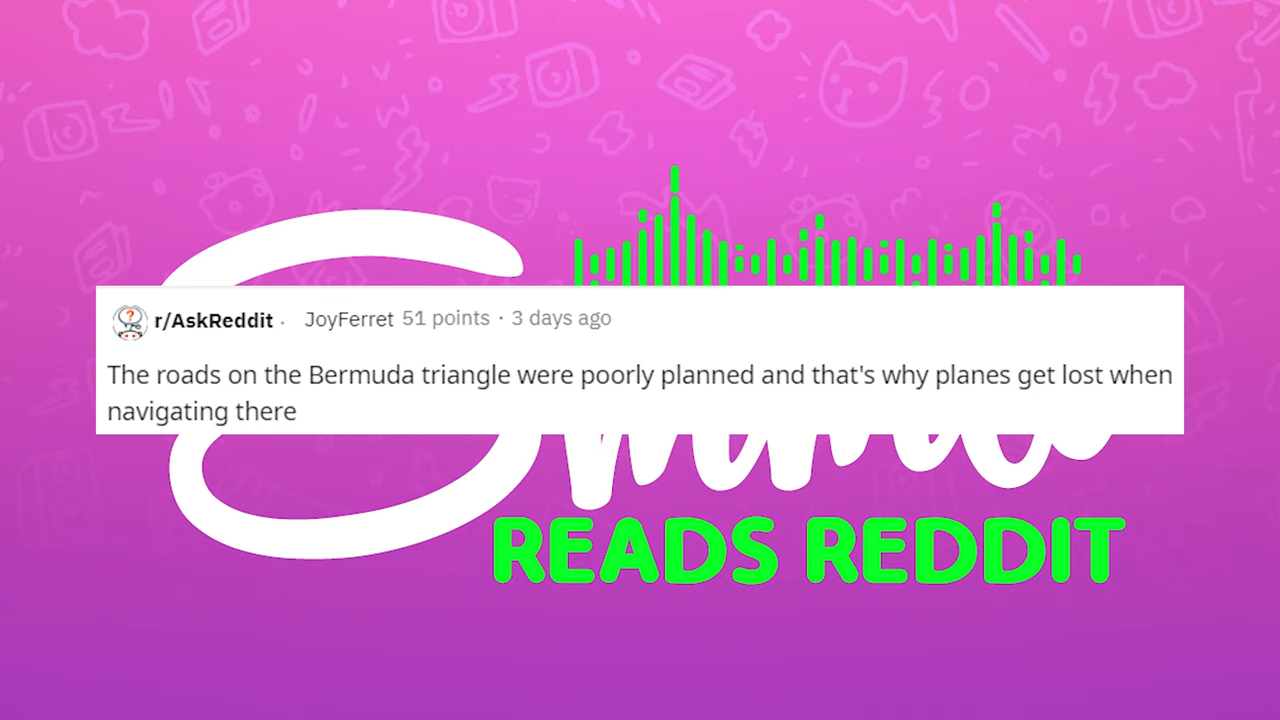 r/AskReddit · JoyFerret 51 points · 3 days ago
The roads on the Bermuda triangle were poorly planned and that's why planes get lost when
navigating there
READS REDDIT